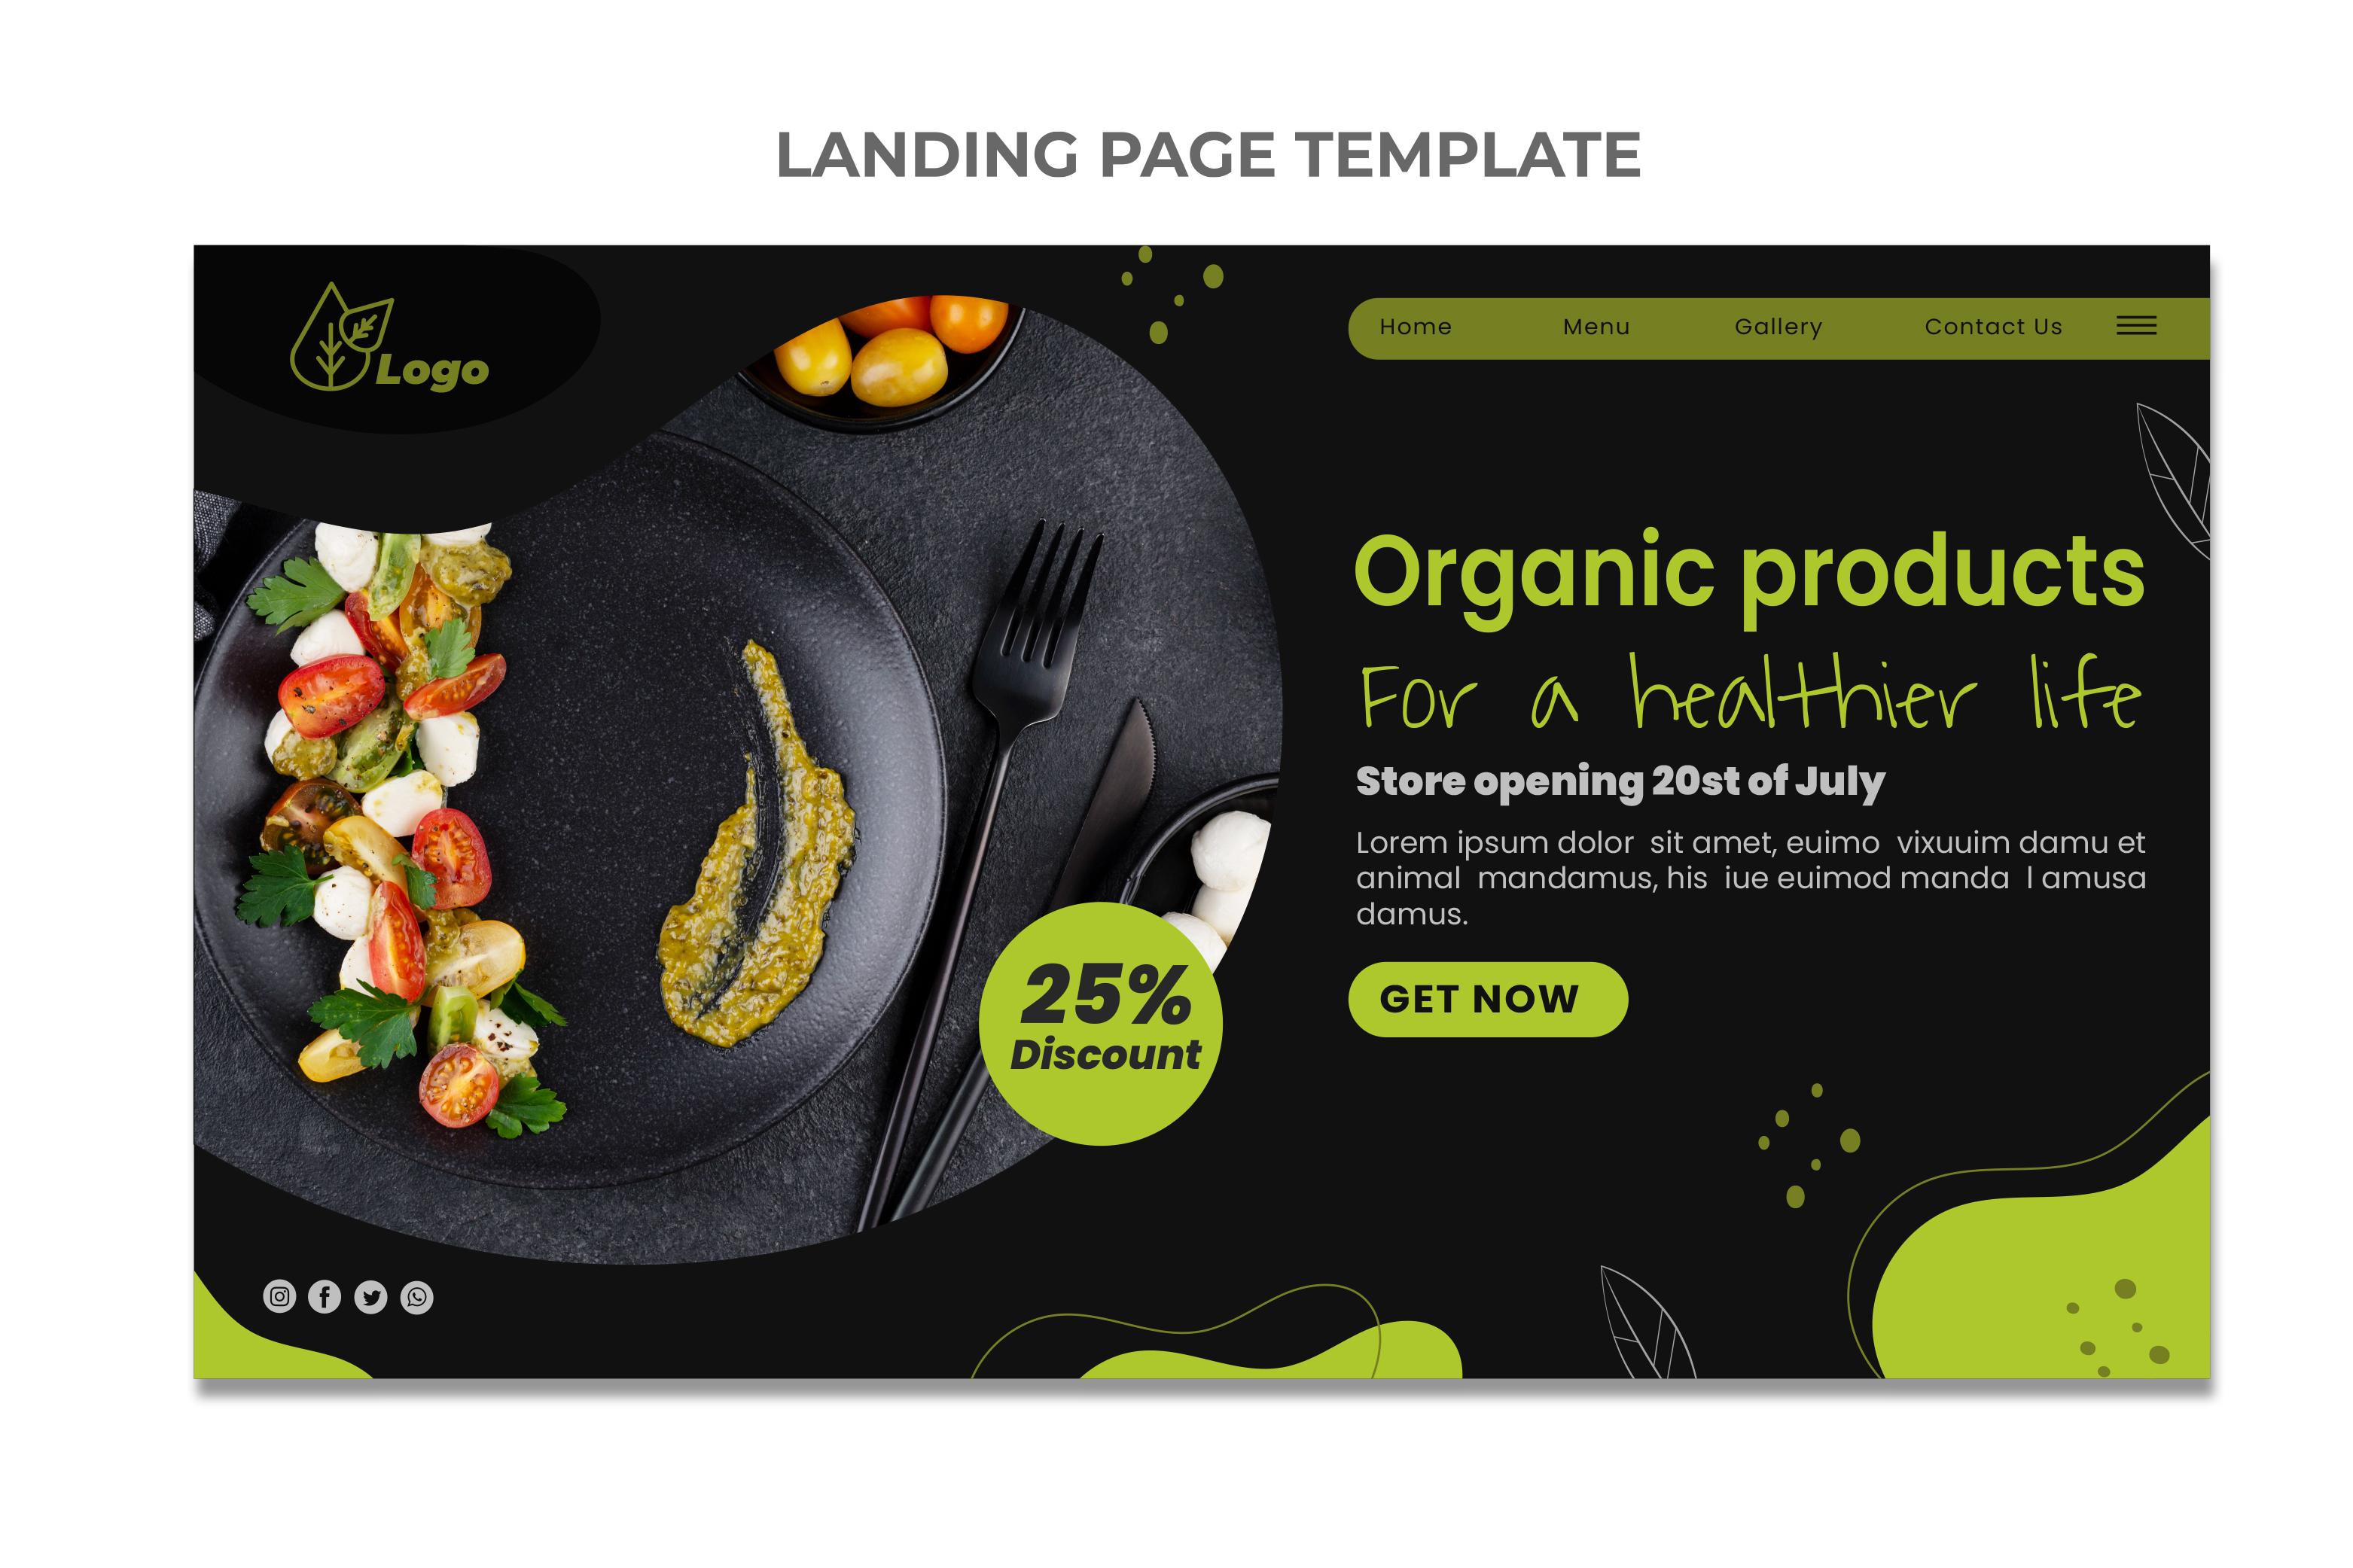 LANDING PAGE TEMPLATE
Logo
Home Menu Gallery Contact Us
Organic products
For a healthier life
Store opening 20st of July
Lorem ipsum dolor sit amet, euimo vixuuim damu et
animal mandamus, his iue euimod manda l amusa
damus.
GET NOW
25%
Discount